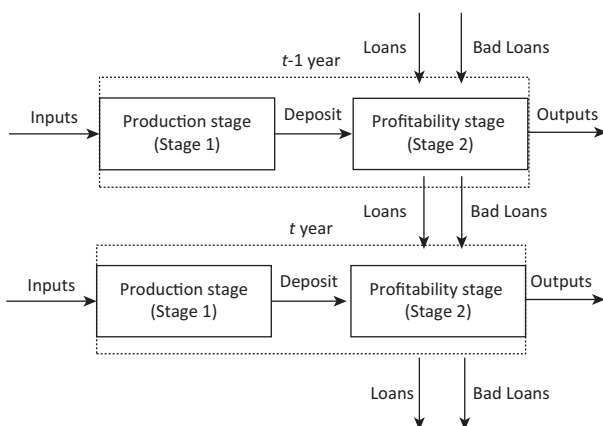 Loans
Bad Loans
t-1 year
Inputs
Production stage
(Stage 1)
Deposit
Profitability stage
(Stage 2)
Outputs
Loans
Bad Loans
t year
Inputs
Production stage
(Stage 1)
Deposit
Profitability stage
(Stage 2)
Outputs
Loans
Bad Loans